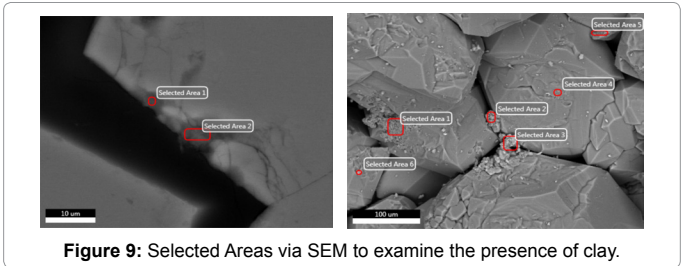 Selected Area 1
Selected Area 2
10 µm
Selected Area 5
Selected Area 4
Selected Area 2
Selected Area 1
Selected Area 3
Selected Area 6
100 µm
Figure 9: Selected Areas via SEM to examine the presence of clay.